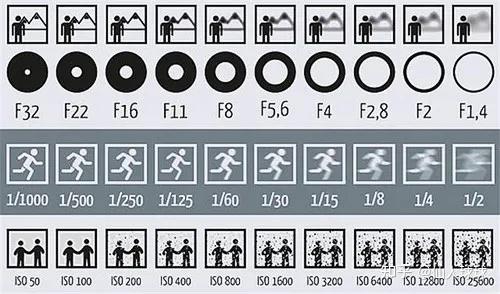 F32 F22 F16 F11 F8 F5,6 F4 F2,8 F2 F1,4
1/1000 1/500 1/250 1/125 1/60 1/30 1/15 1/8 1/4 1/2
ISO 50 ISO 100 ISO 200 ISO 400 ISO 800 ISO 1600 ISO 3200 ISO 6400 ISO 12800 ISO 25600
知乎